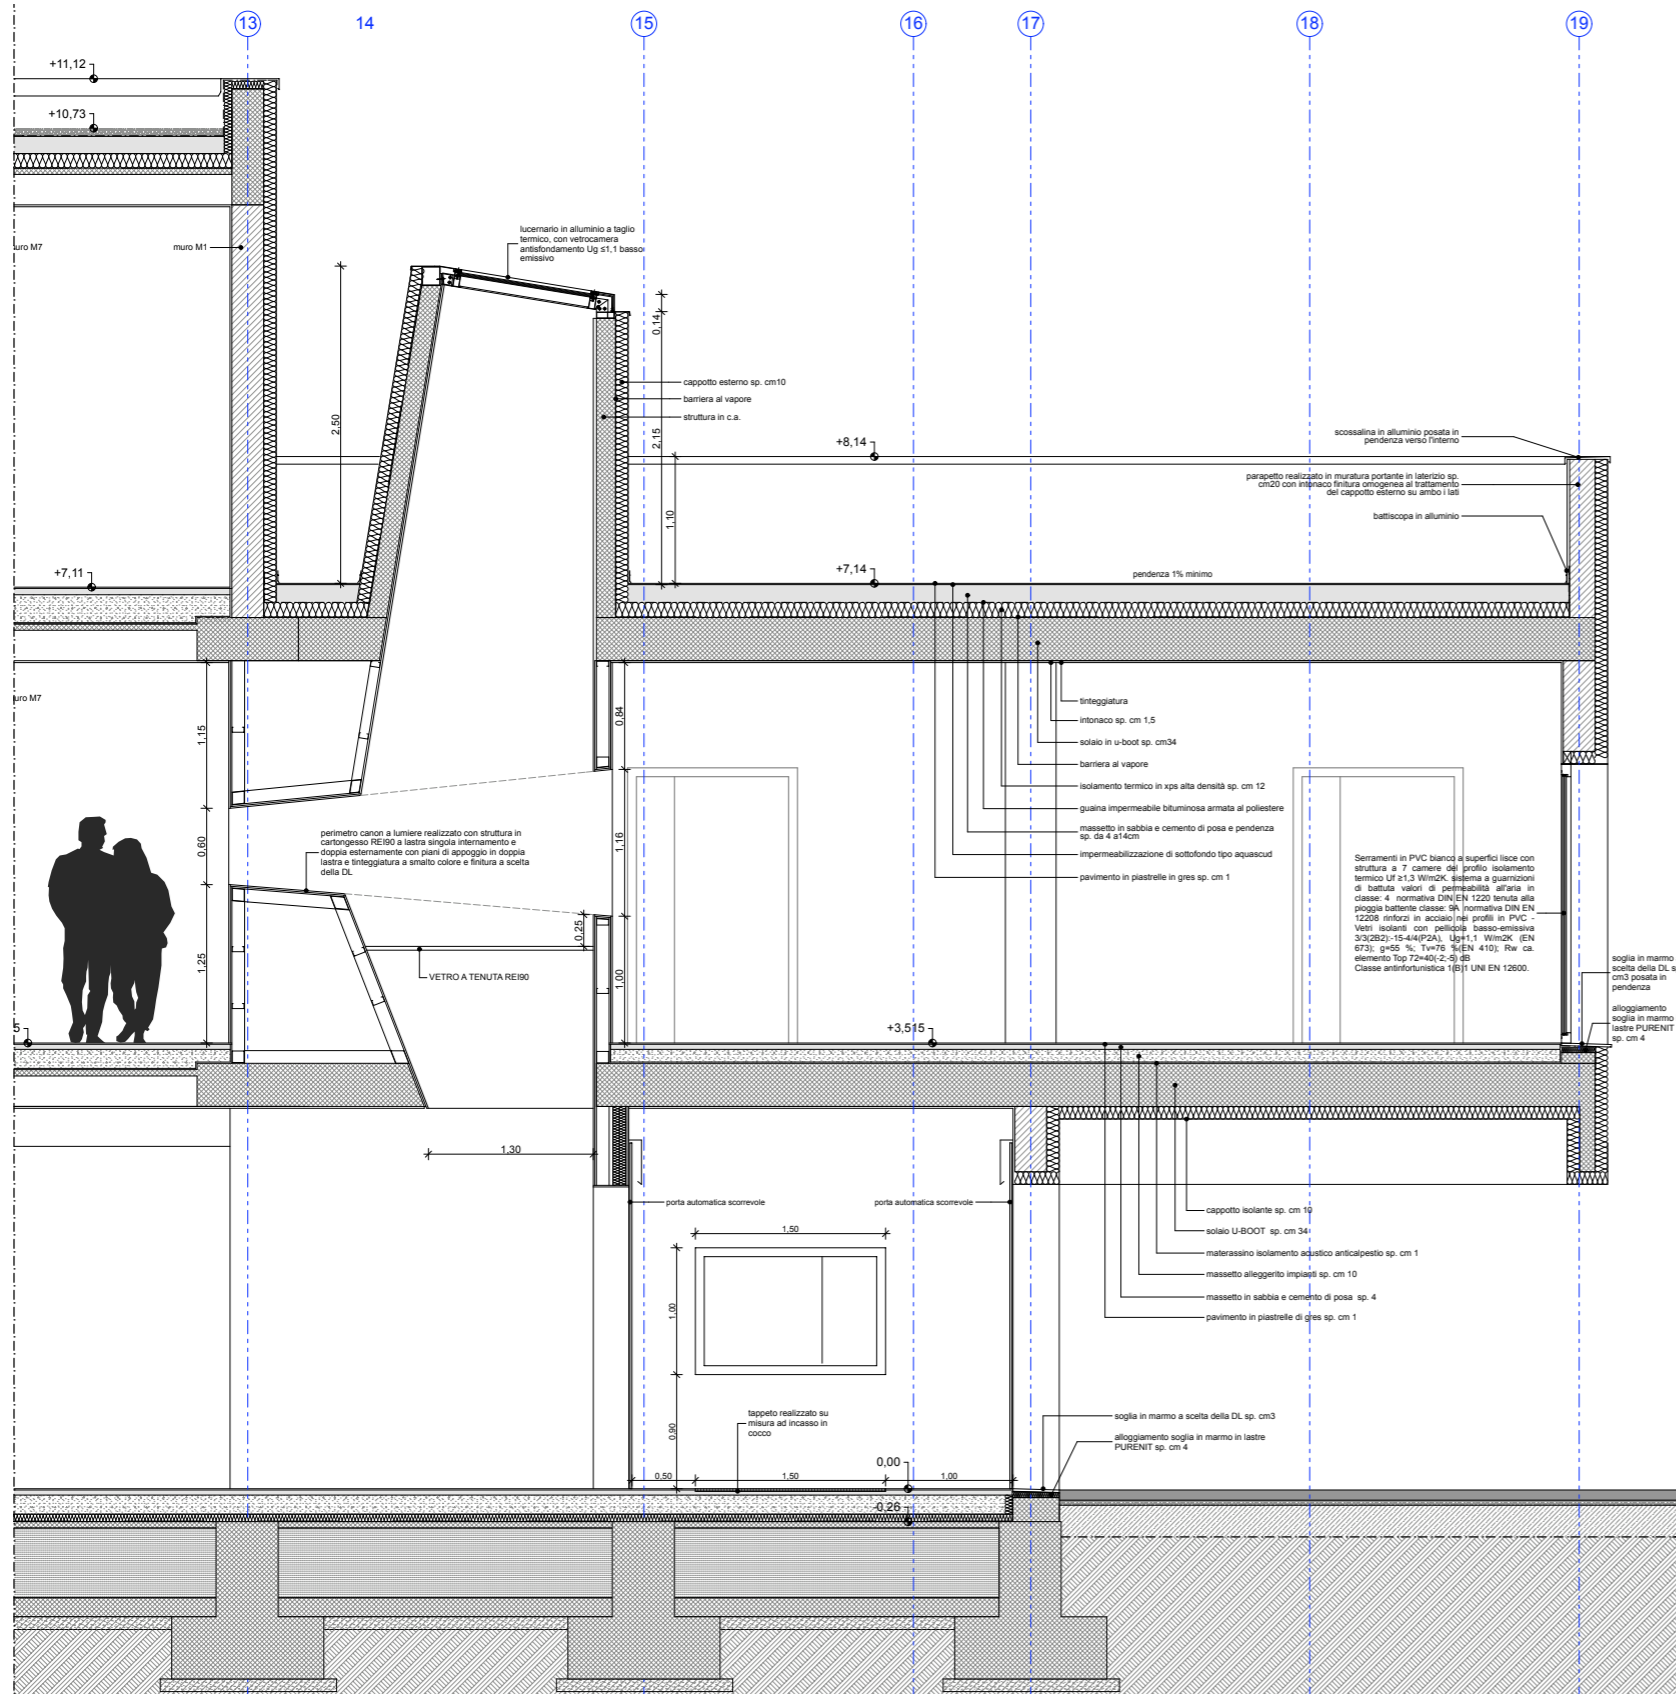 13
14
15
16
17
18
19
+11,12
+10,73
uro M7
muro M1
lucernario in alluminio a taglio
termico, con vetrocamera
antisfondamento Ug ≤1,1 basso
emissivo
0,14
2,50
cappotto esterno sp. cm10
barriera al vapore
struttura in c.a.
2,15
+8,14
1,10
scossalina in alluminio posata in
pendenza verso l'interno
parapetto realizzato in muratura portante in laterizio sp.
cm20 con intonaco finitura omogenea al trattamento
del cappotto esterno su ambo i lati
battiscopa in alluminio
+7,11
+7,14
pendenza 1% minimo
uro M7
1,15
0,84
tinteggiatura
intonaco sp. cm 1,5
solaio in u-boot sp. cm34
barriera al vapore
isolamento termico in xps alta densità sp. cm 12
guaina impermeabile bituminosa armata al poliestere
massetto in sabbia e cemento di posa e pendenza
sp. da 4 a14cm
impermeabilizzazione di sottofondo tipo aquascud
pavimento in piastrelle in gres sp. cm 1
0,60
1,16
perimetro canon a lumiere realizzato con struttura in
cartongesso REI90 a lastra singola internamento e
doppia esternamente con piani di appoggio in doppia
lastra e tinteggiatura a smalto colore e finitura a scelta
della DL
Serramenti in PVC bianco a superfici lisce con
struttura a 7 camere del profilo isolamento
termico Uf ≥1,3 W/m2K. sistema a guarnizioni
di battuta valori di permeabilità all'aria in
classe: 4 normativa DIN EN 1220 tenuta alla
pioggia battente classe: 9A normativa DIN EN
12208 rinforzi in acciaio nei profili in PVC -
Vetri isolanti con pellicola basso-emissiva
3/3(2B2):-15-4/4(P2A), Ug=1,1 W/m2K (EN
673); g=55 %; Tv=76 %(EN 410); Rw ca.
elemento Top 72=40(-2;-5) dB
Classe antinfortunistica 1(B)1 UNI EN 12600.
1,25
0,25
1,00
VETRO A TENUTA REI90
soglia in marmo
scelta della DL s
cm3 posata in
pendenza
alloggiamento
soglia in marmo
lastre PURENIT
sp. cm 4
5
+3,515
1,30
porta automatica scorrevole
porta automatica scorrevole
cappotto isolante sp. cm 10
solaio U-BOOT sp. cm 34
materassino isolamento acustico anticalpestio sp. cm 1
massetto alleggerito impianti sp. cm 10
massetto in sabbia e cemento di posa sp. 4
pavimento in piastrelle di gres sp. cm 1
1,50
1,00
0,90
tappeto realizzato su
misura ad incasso in
cocco
soglia in marmo a scelta della DL sp. cm3
alloggiamento soglia in marmo in lastre
PURENIT sp. cm 4
0,50
1,50
1,00
0,00
-0,26